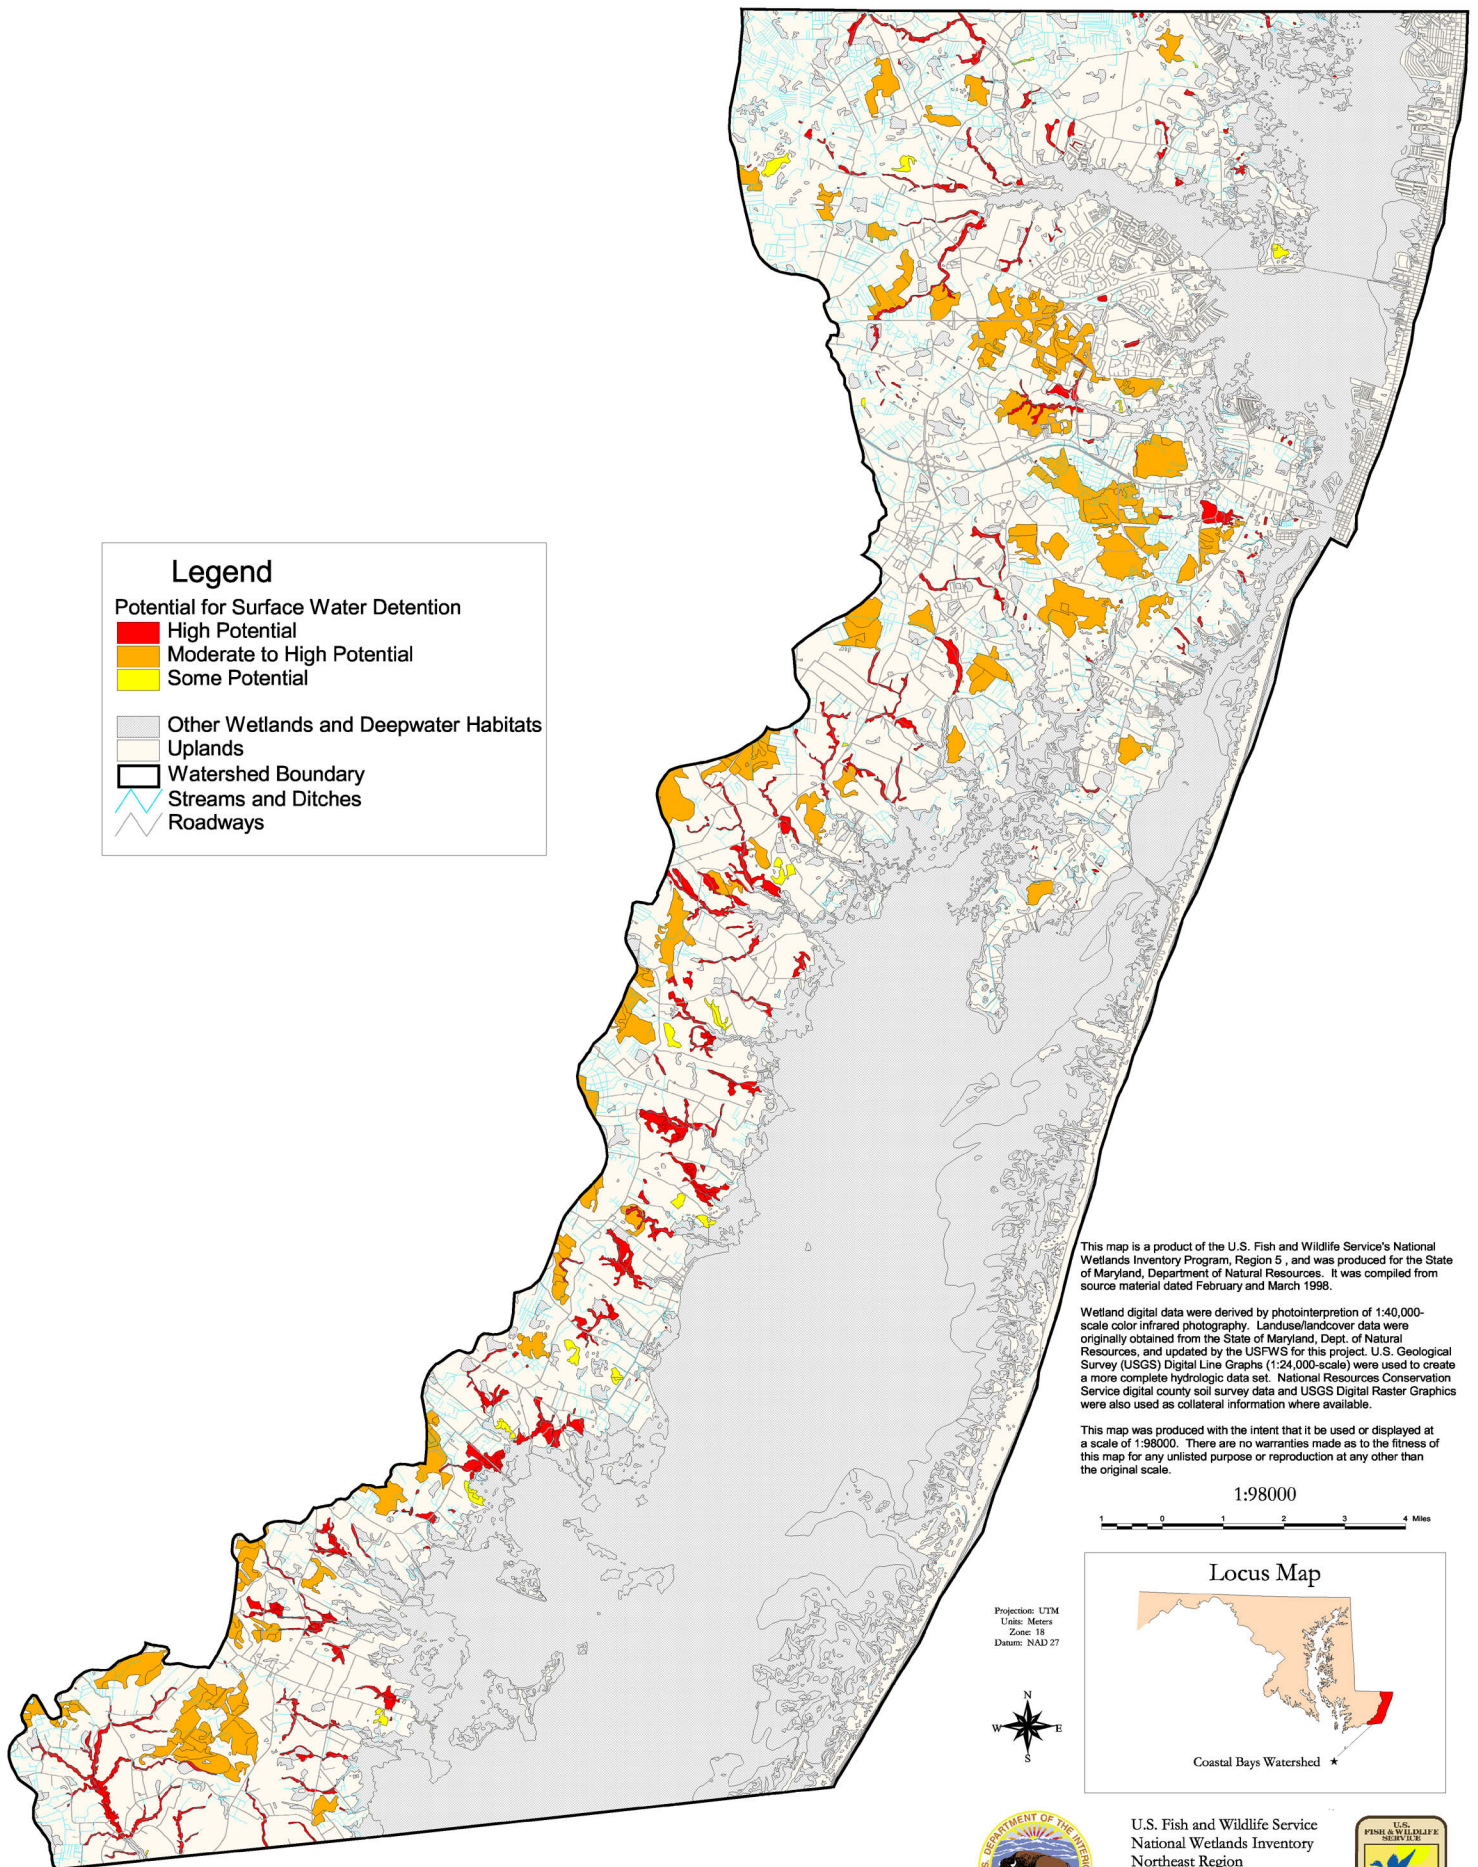 Legend
Potential for Surface Water Detention
High Potential
Moderate to High Potential
Some Potential
Other Wetlands and Deepwater Habitats
Uplands
Watershed Boundary
Streams and Ditches
Roadways
This map is a product of the U.S. Fish and Wildlife Service's National
Wetlands Inventory Program, Region 5 , and was produced for the State
of Maryland, Department of Natural Resources.  It was compiled from
source material dated February and March 1998.
Wetland digital data were derived by photointerpretion of 1:40,000-
scale color infrared photography.  Landuse/landcover data were
originally obtained from the State of Maryland, Dept. of Natural
Resources, and updated by the USFWS for this project. U.S. Geological
Survey (USGS) Digital Line Graphs (1:24,000-scale) were used to create
a more complete hydrologic data set.  National Resources Conservation
Service digital county soil survey data and USGS Digital Raster Graphics
were also used as collateral information where available.
This map was produced with the intent that it be used or displayed at
a scale of 1:98000.  There are no warranties made as to the fitness of
this map for any unlisted purpose or reproduction at any other than
the original scale.
1:98000
1 0 1 2 3 4 Miles
Locus Map
Coastal Bays Watershed
Projection: UTM
Units: Meters
Zone: 18
Datum: NAD 27
N
W E
S
DEPARTMENT OF THE INTERIOR
U.S. Fish and Wildlife Service
National Wetlands Inventory
Northeast Region
U.S.
FISH & WILDLIFE
SERVICE